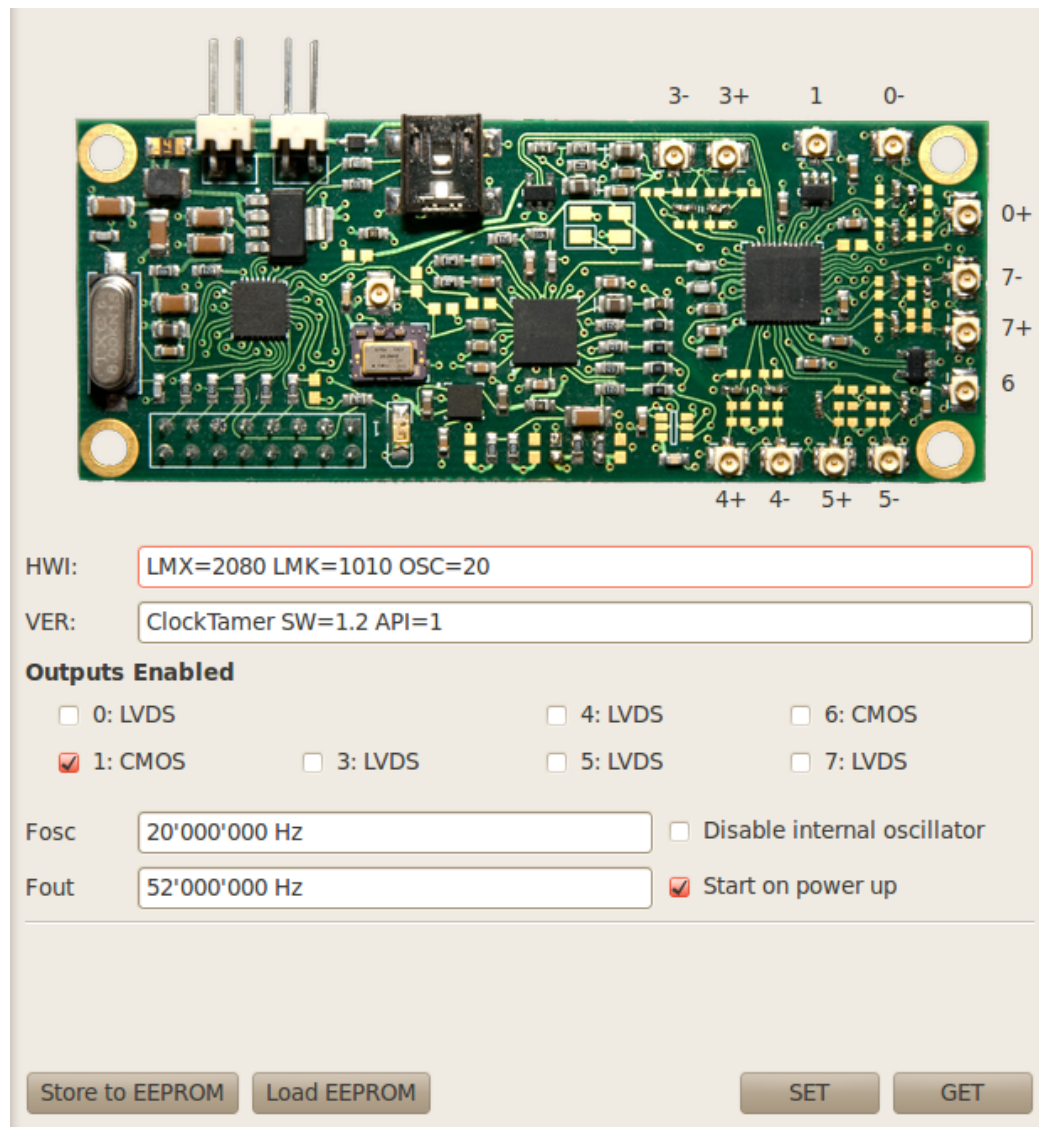 3- 3+ 1 0-
0+
7-
7+
6
1
4+ 4- 5+ 5-
HWI: LMX=2080 LMK=1010 OSC=20
VER: ClockTamer SW=1.2 API=1
Outputs Enabled
0: LVDS 4: LVDS 6: CMOS
1: CMOS 3: LVDS 5: LVDS 7: LVDS
Fosc 20'000'000 Hz Disable internal oscillator
Fout 52'000'000 Hz Start on power up
Store to EEPROM Load EEPROM SET GET